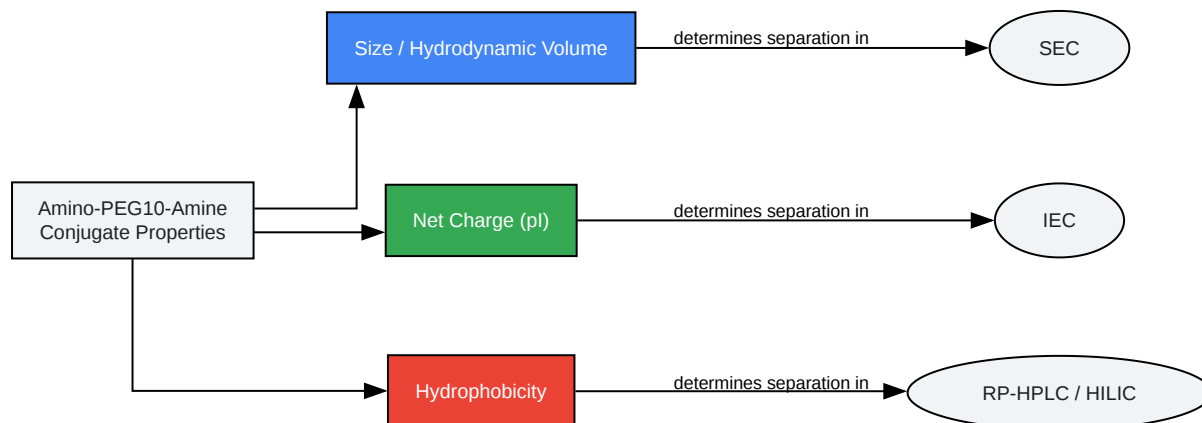 Size / Hydrodynamic Volume
determines separation in
SEC
Amino-PEG10-Amine
Conjugate Properties
Net Charge (pI)
determines separation in
IEC
Hydrophobicity
determines separation in
RP-HPLC / HILIC